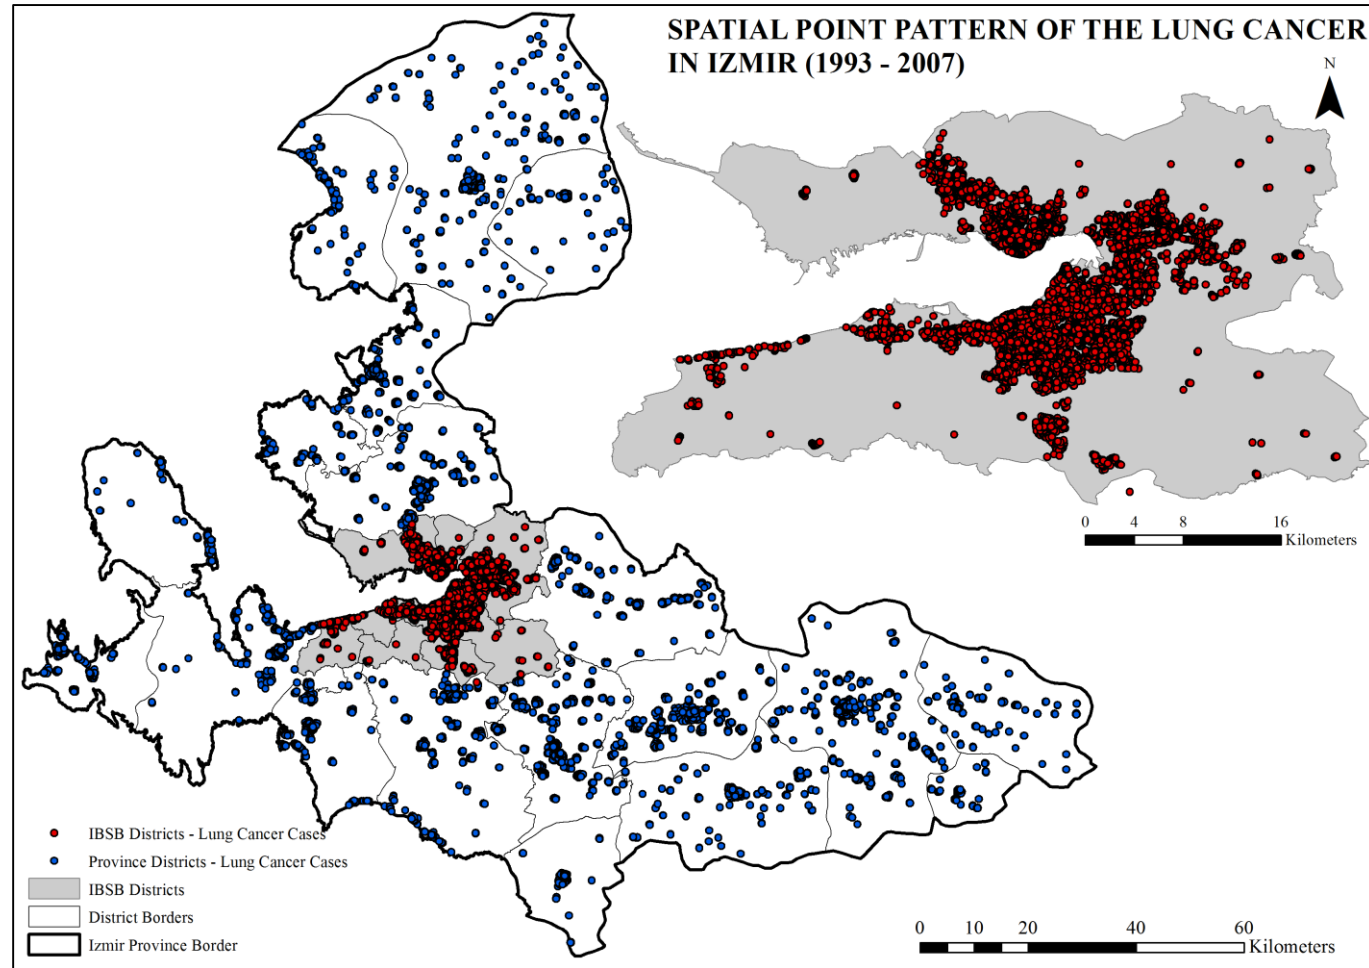 SPATIAL POINT PATTERN OF THE LUNG CANCER
IN IZMIR (1993 - 2007)
N
0 4 8 16
Kilometers
IBSB Districts - Lung Cancer Cases
Province Districts - Lung Cancer Cases
IBSB Districts
District Borders
Izmir Province Border
0 10 20 40 60
Kilometers